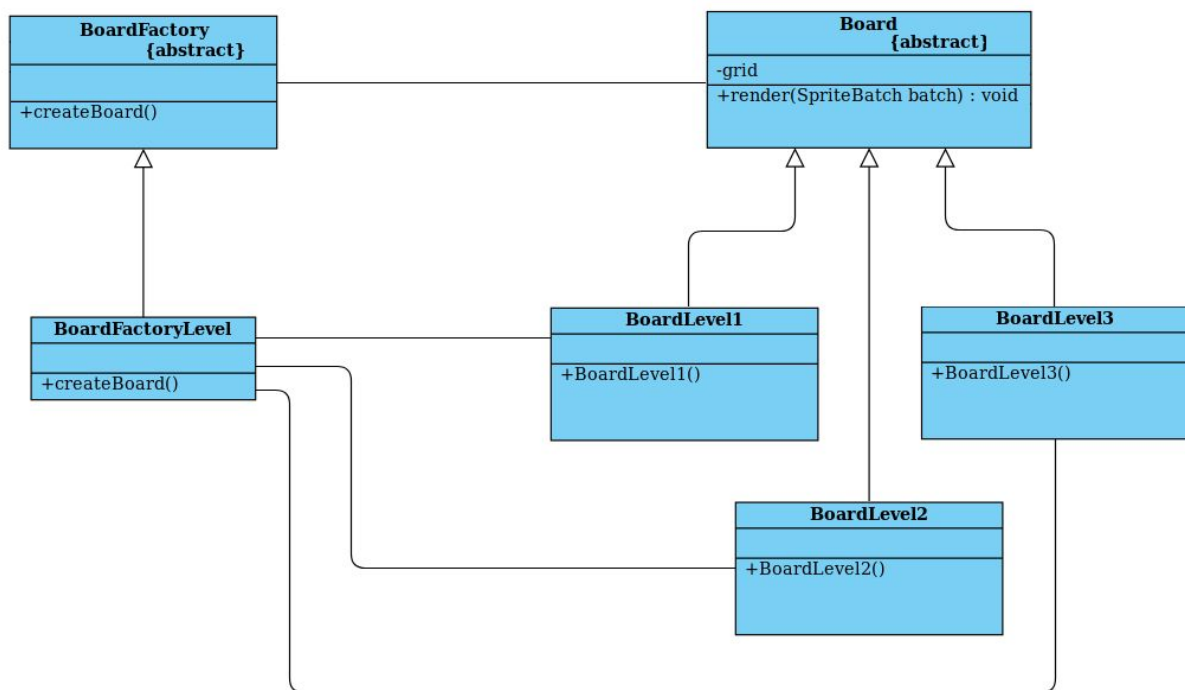 BoardFactory
{abstract}
+createBoard()
Board
{abstract}
-grid
+render(SpriteBatch batch) : void
BoardFactoryLevel
+createBoard()
BoardLevel1
+BoardLevel1()
BoardLevel3
+BoardLevel3()
BoardLevel2
+BoardLevel2()